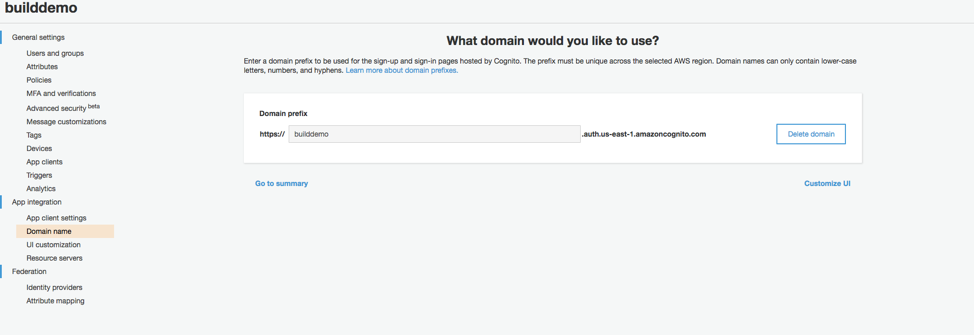 builddemo
General settings
Users and groups
Attributes
Policies
MFA and verifications
Advanced security beta
Message customizations
Tags
Devices
App clients
Triggers
Analytics
App integration
App client settings
Domain name
UI customization
Resource servers
Federation
Identity providers
Attribute mapping
What domain would you like to use?
Enter a domain prefix to be used for the sign-up and sign-in pages hosted by Cognito. The prefix must be unique across the selected AWS region. Domain names can only contain lower-case
letters, numbers, and hyphens. Learn more about domain prefixes.
Domain prefix
https:// builddemo .auth.us-east-1.amazoncognito.com Delete domain
Go to summary Customize UI